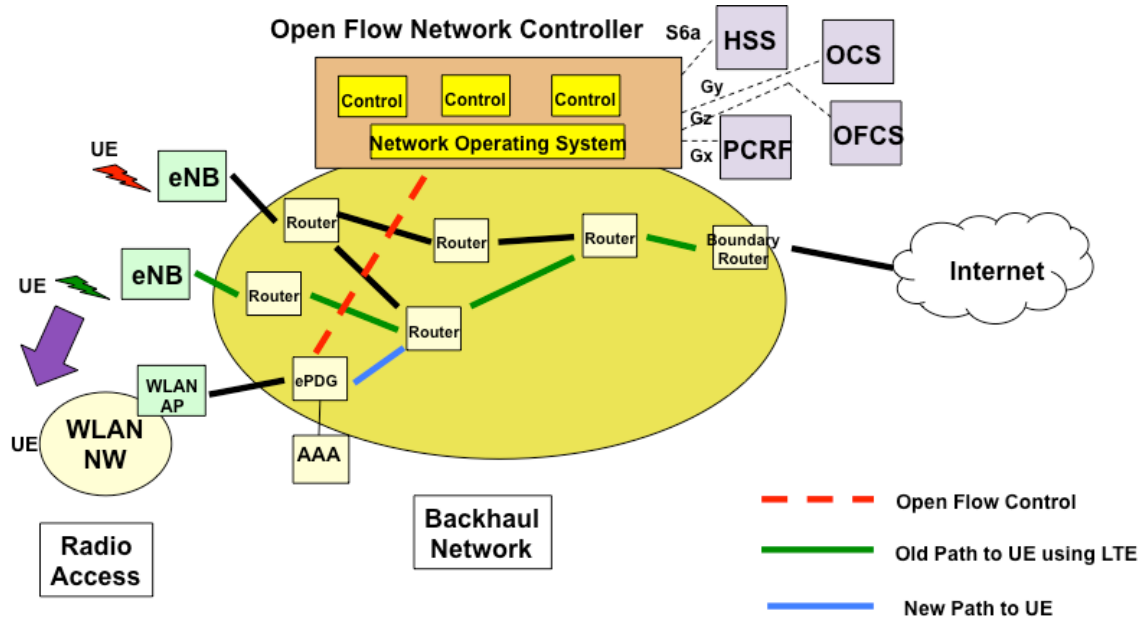 Open Flow Network Controller
S6a
HSS
OCS
Control
Control
Control
Gy
Gz
Network Operating System
Gx
PCRF
OFCS
UE
eNB
Router
Router
Router
Boundary
Router
Internet
UE
eNB
Router
Router
WLAN
AP
ePDG
UE
WLAN
NW
AAA
Radio
Access
Backhaul
Network
Open Flow Control
Old Path to UE using LTE
New Path to UE